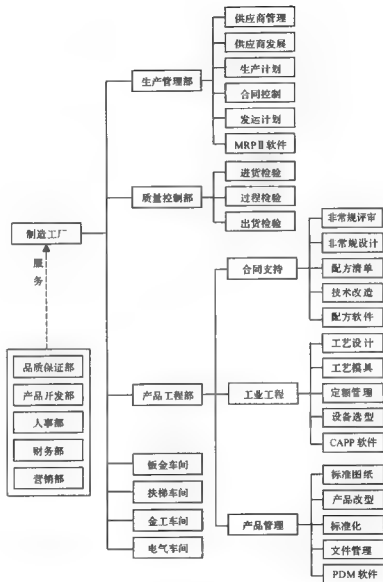 供应商管理
供应商发展
生产计划
生产管理部
合同控制
发运计划
MRPⅡ软件
进货检验
质量控制部
过程检验
出货检验
制造工厂
服务
品质保证部
产品开发部
人事部
财务部
营销部
产品工程部
合同支持
非常规评审
非常规设计
配方清单
技术改造
配方软件
工业工程
工艺设计
工艺模具
定额管理
设备选型
CAPP 软件
产品管理
标准图纸
产品改型
标准化
文件管理
PDM 软件
钣金车间
扶梯车间
金工车间
电气车间